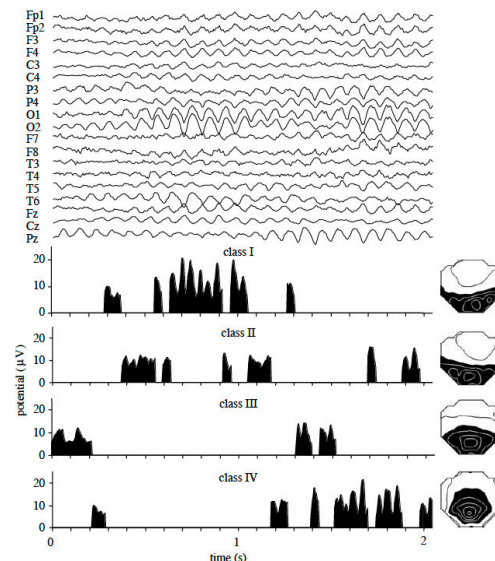 Fp1
Fp2
F3
F4
C3
C4
P3
P4
O1
O2
F7
F8
T3
T4
T5
T6
Fz
Cz
Pz
class I
20
10
0
class II
20
10
0
class III
20
10
0
class IV
20
10
0
potential (μV)
0 1 2
time (s)